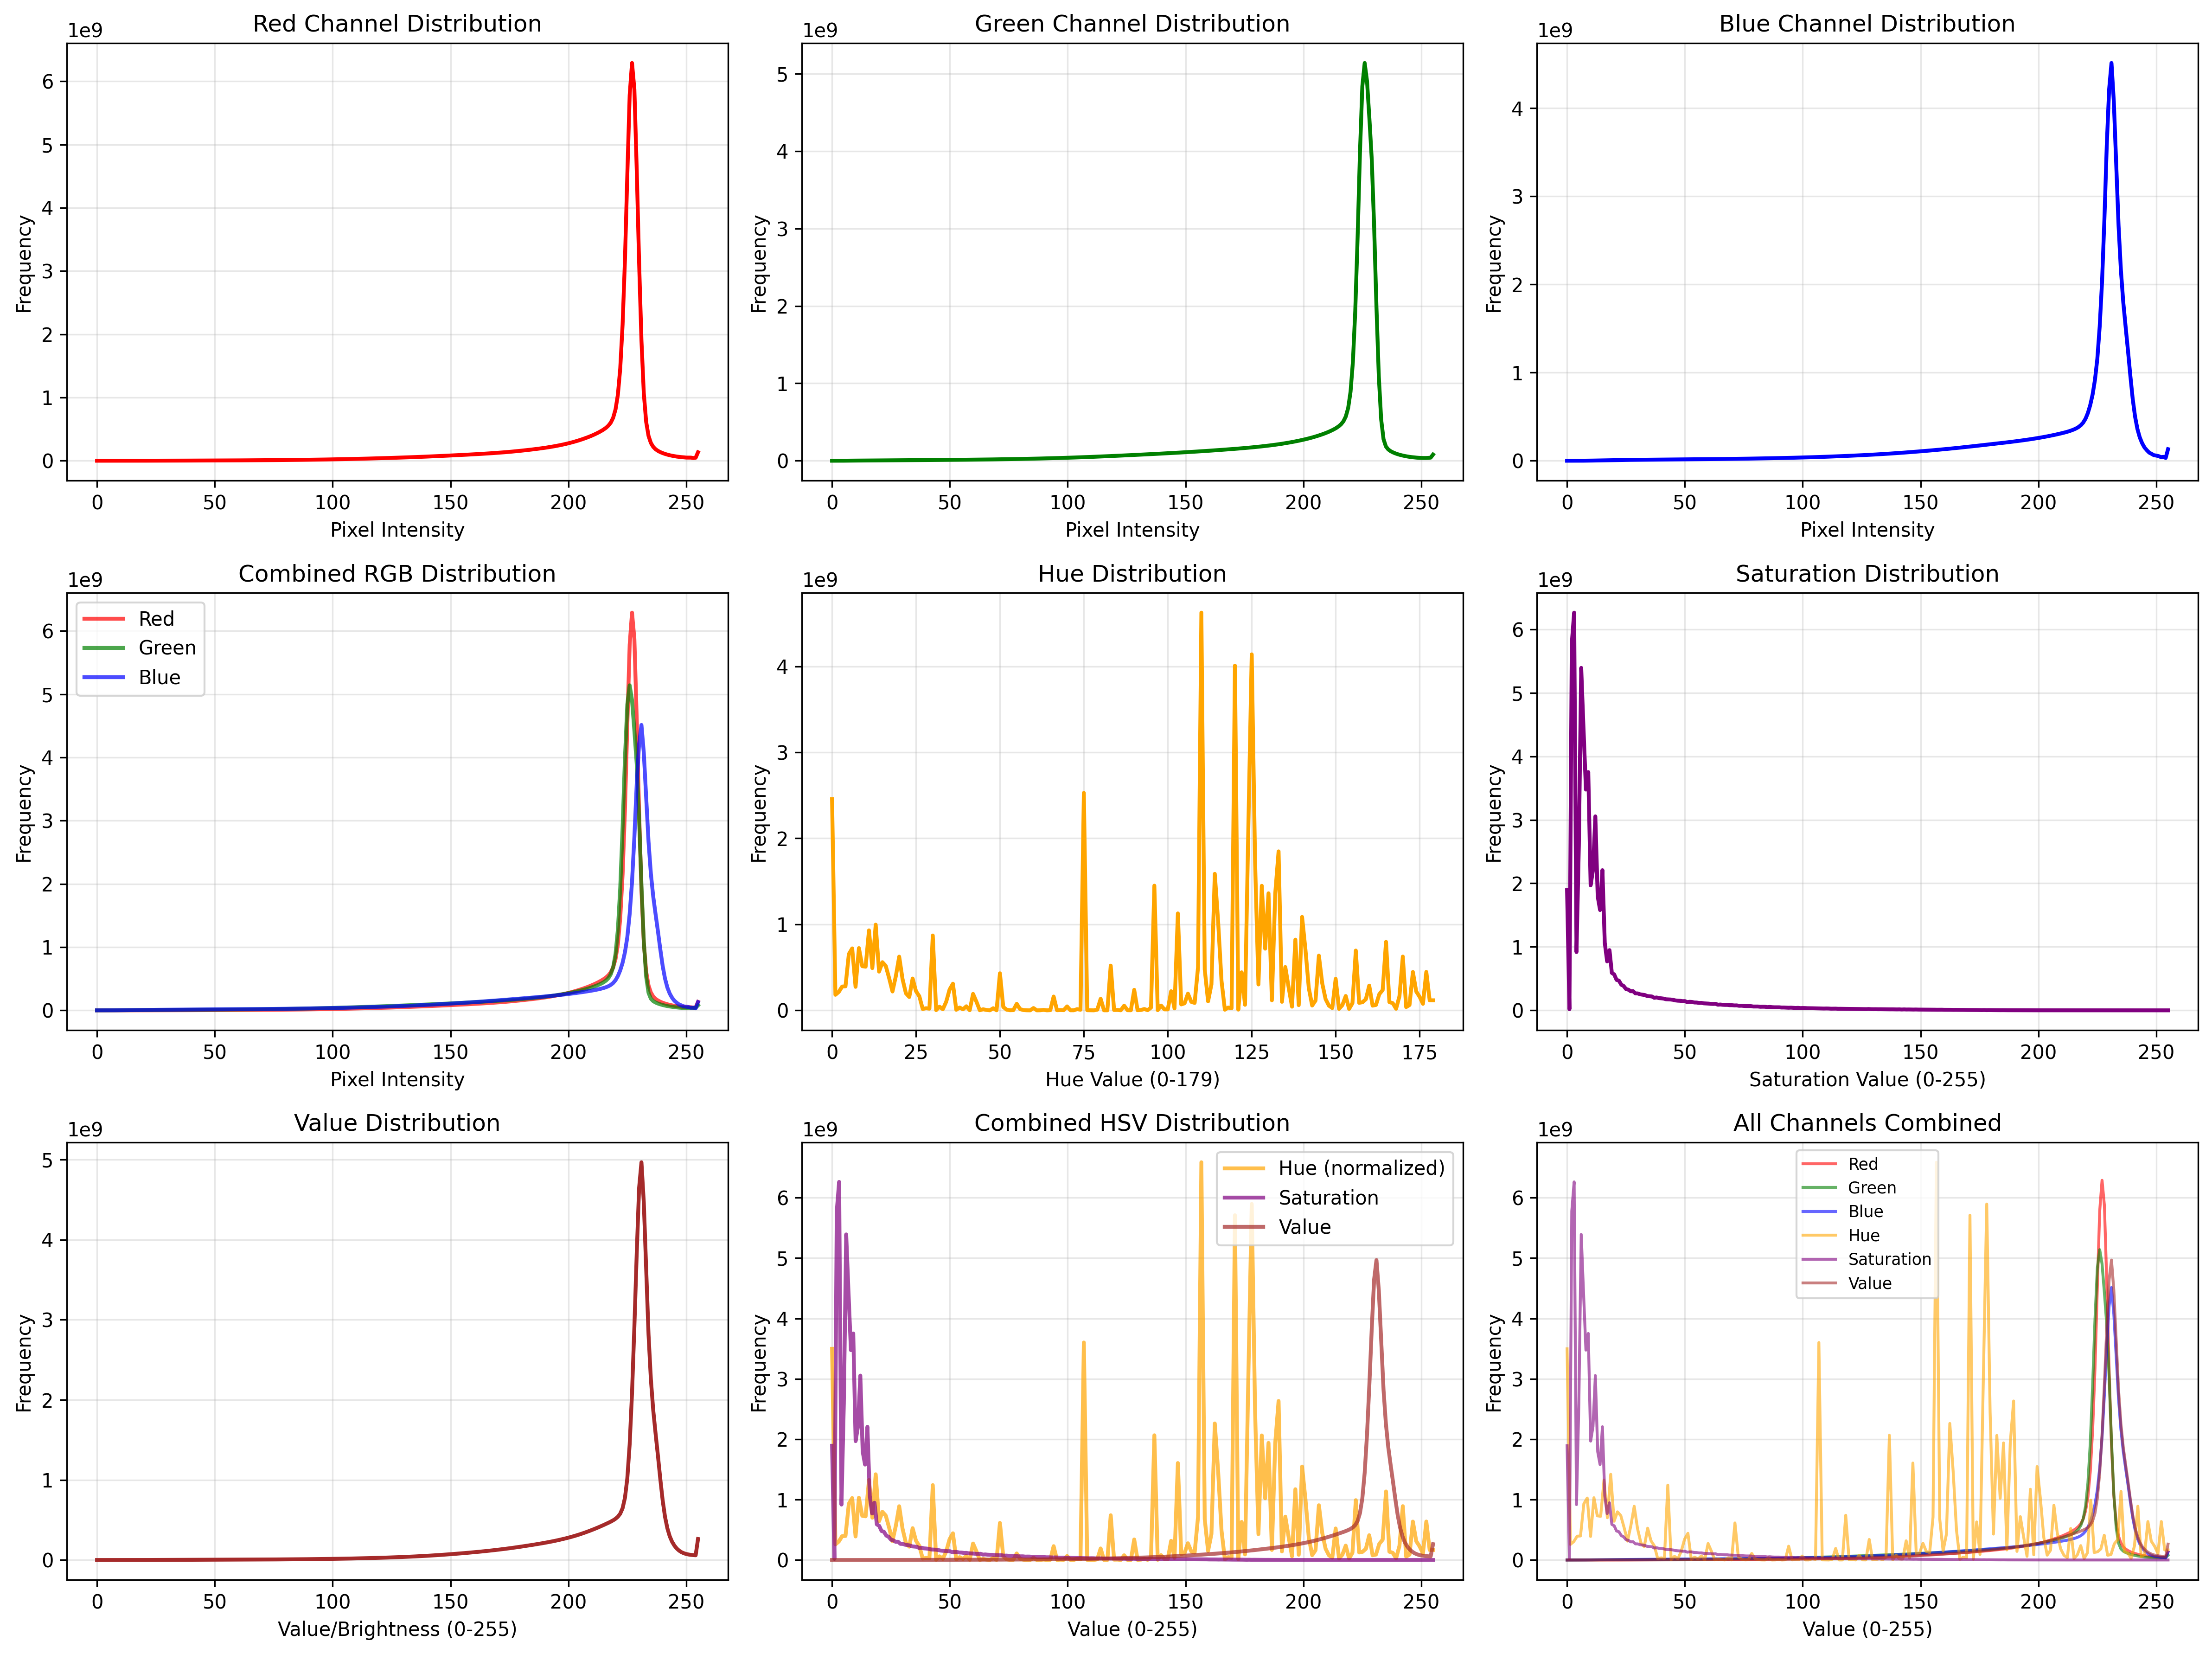 Red Channel Distribution
1e9
6
5
4
3
2
1
0
Frequency
0 50 100 150 200 250
Pixel Intensity
Green Channel Distribution
1e9
5
4
3
2
1
0
Frequency
0 50 100 150 200 250
Pixel Intensity
Blue Channel Distribution
1e9
4
3
2
1
0
Frequency
0 50 100 150 200 250
Pixel Intensity
Combined RGB Distribution
1e9
Red
Green
Blue
6
5
4
3
2
1
0
Frequency
0 50 100 150 200 250
Pixel Intensity
Hue Distribution
1e9
4
3
2
1
0
Frequency
0 25 50 75 100 125 150 175
Hue Value (0-179)
Saturation Distribution
1e9
6
5
4
3
2
1
0
Frequency
0 50 100 150 200 250
Saturation Value (0-255)
Value Distribution
1e9
5
4
3
2
1
0
Frequency
0 50 100 150 200 250
Value/Brightness (0-255)
Combined HSV Distribution
1e9
Hue (normalized)
Saturation
Value
6
5
4
3
2
1
0
Frequency
0 50 100 150 200 250
Value (0-255)
All Channels Combined
1e9
Red
Green
Blue
Hue
Saturation
Value
6
5
4
3
2
1
0
Frequency
0 50 100 150 200 250
Value (0-255)